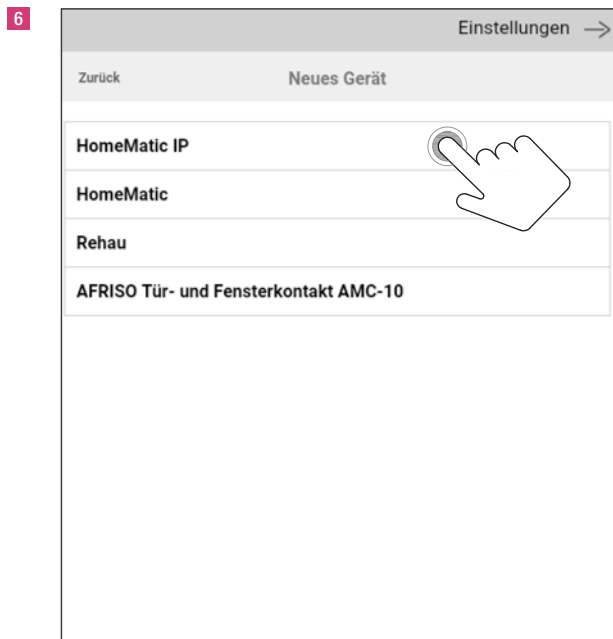 6
Einstellungen
Zurück Neues Gerät
HomeMatic IP
HomeMatic
Rehau
AFRISO Tür- und Fensterkontakt AMC-10